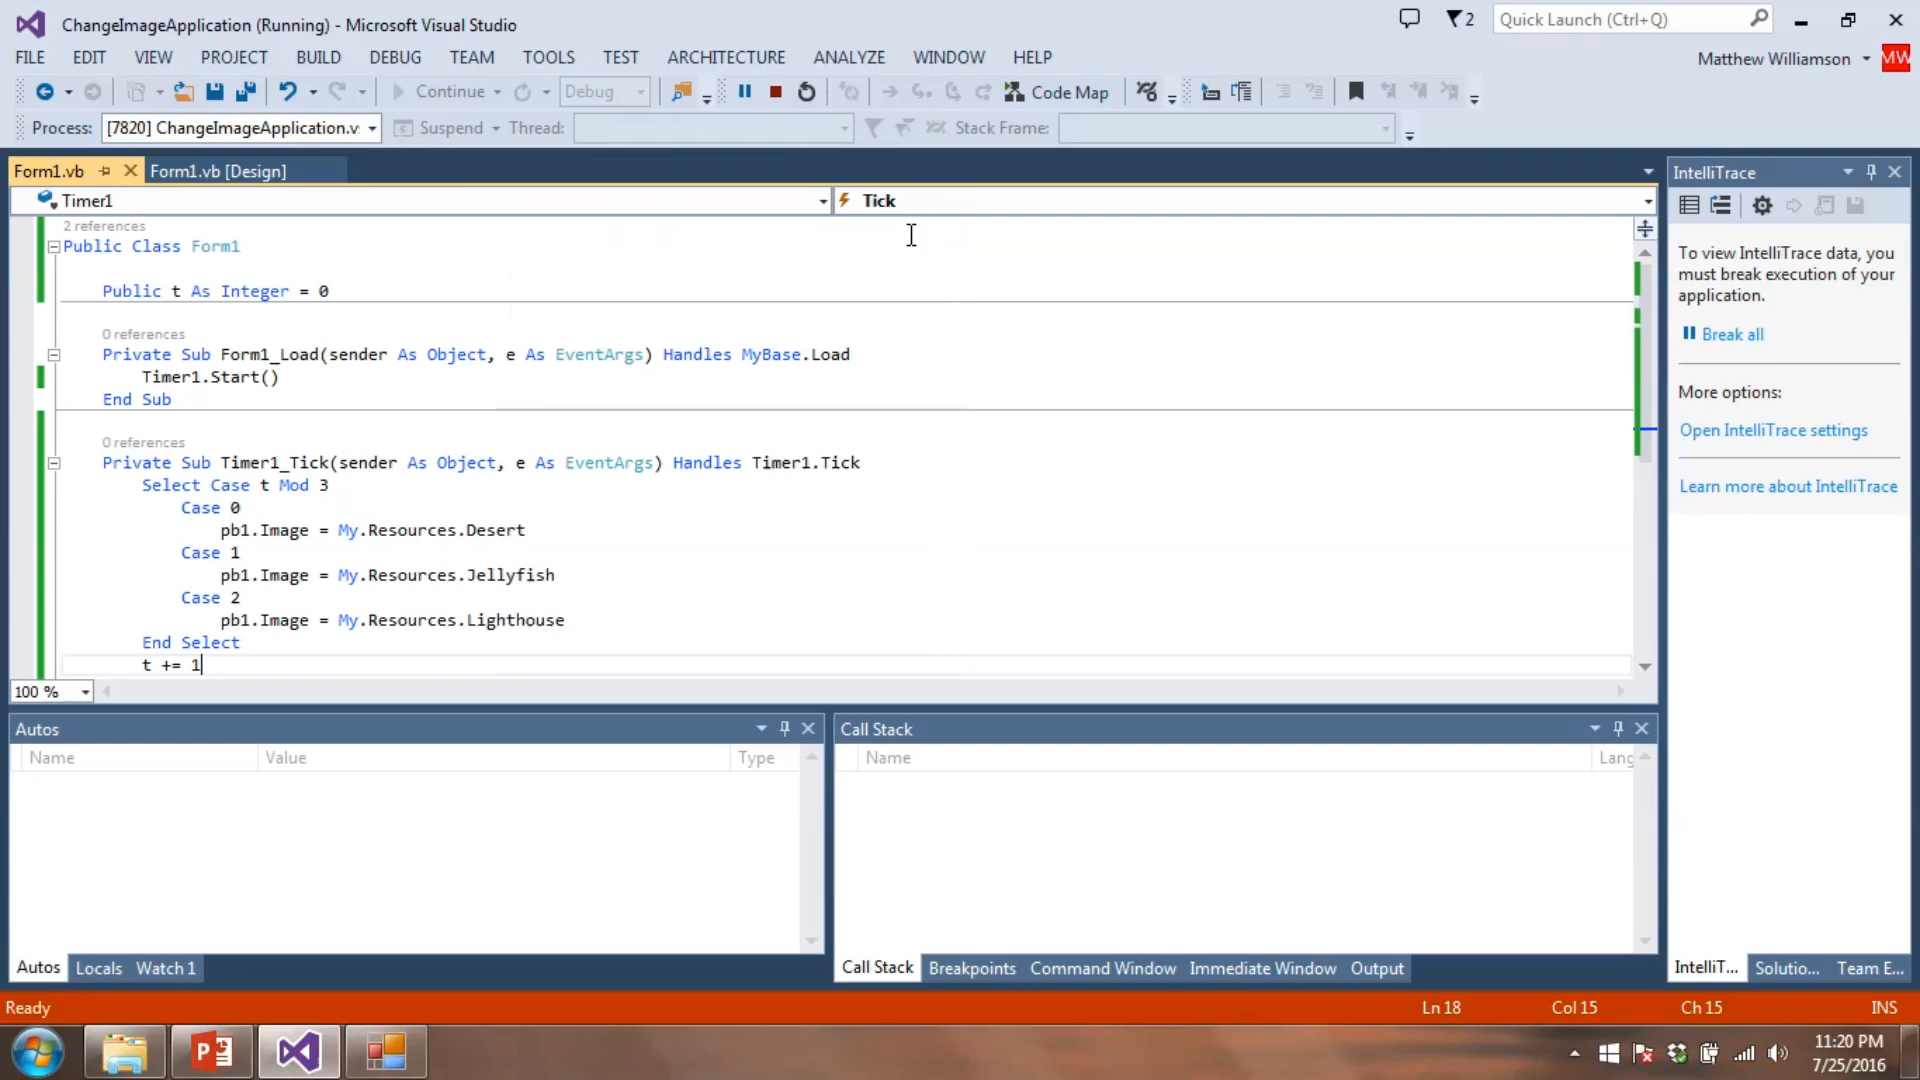 ChangeImageApplication (Running) - Microsoft Visual Studio
2
Quick Launch (Ctrl+Q)
FILE EDIT VIEW PROJECT BUILD DEBUG TEAM TOOLS TEST ARCHITECTURE ANALYZE WINDOW HELP
Matthew Williamson MW
Continue Debug Code Map
Process: [7820] ChangeImageApplication.v: Suspend Thread: Stack Frame:
Form1.vb Form1.vb [Design]
Timer1 Tick
2 references
Public Class Form1
Public t As Integer = 0
0 references
Private Sub Form1_Load(sender As Object, e As EventArgs) Handles MyBase.Load
Timer1.Start()
End Sub
0 references
Private Sub Timer1_Tick(sender As Object, e As EventArgs) Handles Timer1.Tick
Select Case t Mod 3
Case 0
pb1.Image = My.Resources.Desert
Case 1
pb1.Image = My.Resources.Jellyfish
Case 2
pb1.Image = My.Resources.Lighthouse
End Select
t += 1
100 %
IntelliTrace
To view IntelliTrace data, you
must break execution of your
application.
Break all
More options:
Open IntelliTrace settings
Learn more about IntelliTrace
Autos
Name Value Type
Call Stack
Name Lang
Autos Locals Watch 1
Call Stack Breakpoints Command Window Immediate Window Output
IntelliT... Solutio... Team E...
Ready
Ln 18 Col 15 Ch 15 INS
11:20 PM
7/25/2016